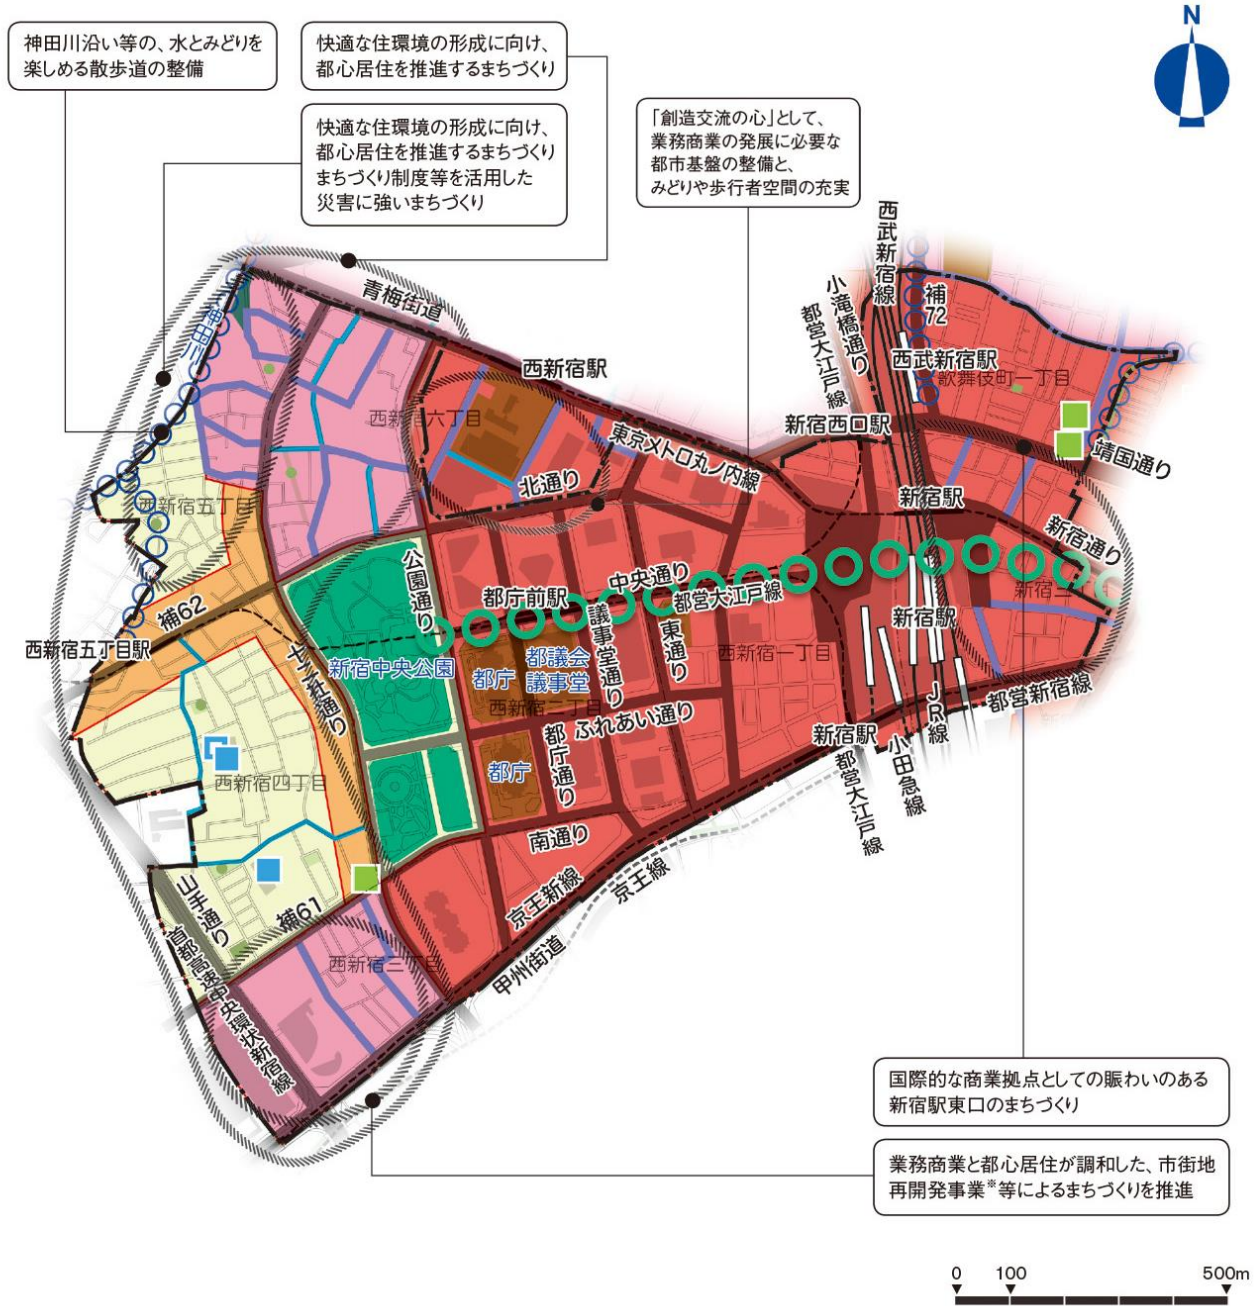 N
神田川沿い等の、水とみどりを
楽しめる散歩道の整備
快適な住環境の形成に向け、
都心居住を推進するまちづくり
快適な住環境の形成に向け、
都心居住を推進するまちづくり
まちづくり制度等を活用した
災害に強いまちづくり
「創造交流の心」として、
業務商業の発展に必要な
都市基盤の整備と、
みどりや歩行者空間の充実
西武新宿線
小滝橋通り
都営大江戸線
補72
青梅街道
神田川
西武新宿駅
歌舞伎町一丁目
西新宿駅
西新宿六丁目
新宿西口駅
東京メトロ丸ノ内線
靖国通り
北通り
新宿駅
西新宿五丁目
新宿通り
公園通り
中央通り
都庁前駅
都営大江戸線
議事堂通り
東通り
新宿三
補62
新宿駅
西新宿五丁目駅
十二社通り
新宿中央公園
都議会
議事堂
都庁
西新宿一丁目
西新宿二丁目
ふれあい通り
JR線
都営新宿線
新宿駅
都庁通り
都庁
小田急線
都営大江戸線
西新宿四丁目
南通り
京王新線
京王線
山手通り
補61
首都高速中央環状新宿線
西新宿三丁目
甲州街道
国際的な商業拠点としての賑わいのある
新宿駅東口のまちづくり
業務商業と都心居住が調和した、市街地
再開発事業※等によるまちづくりを推進
0 100 500m